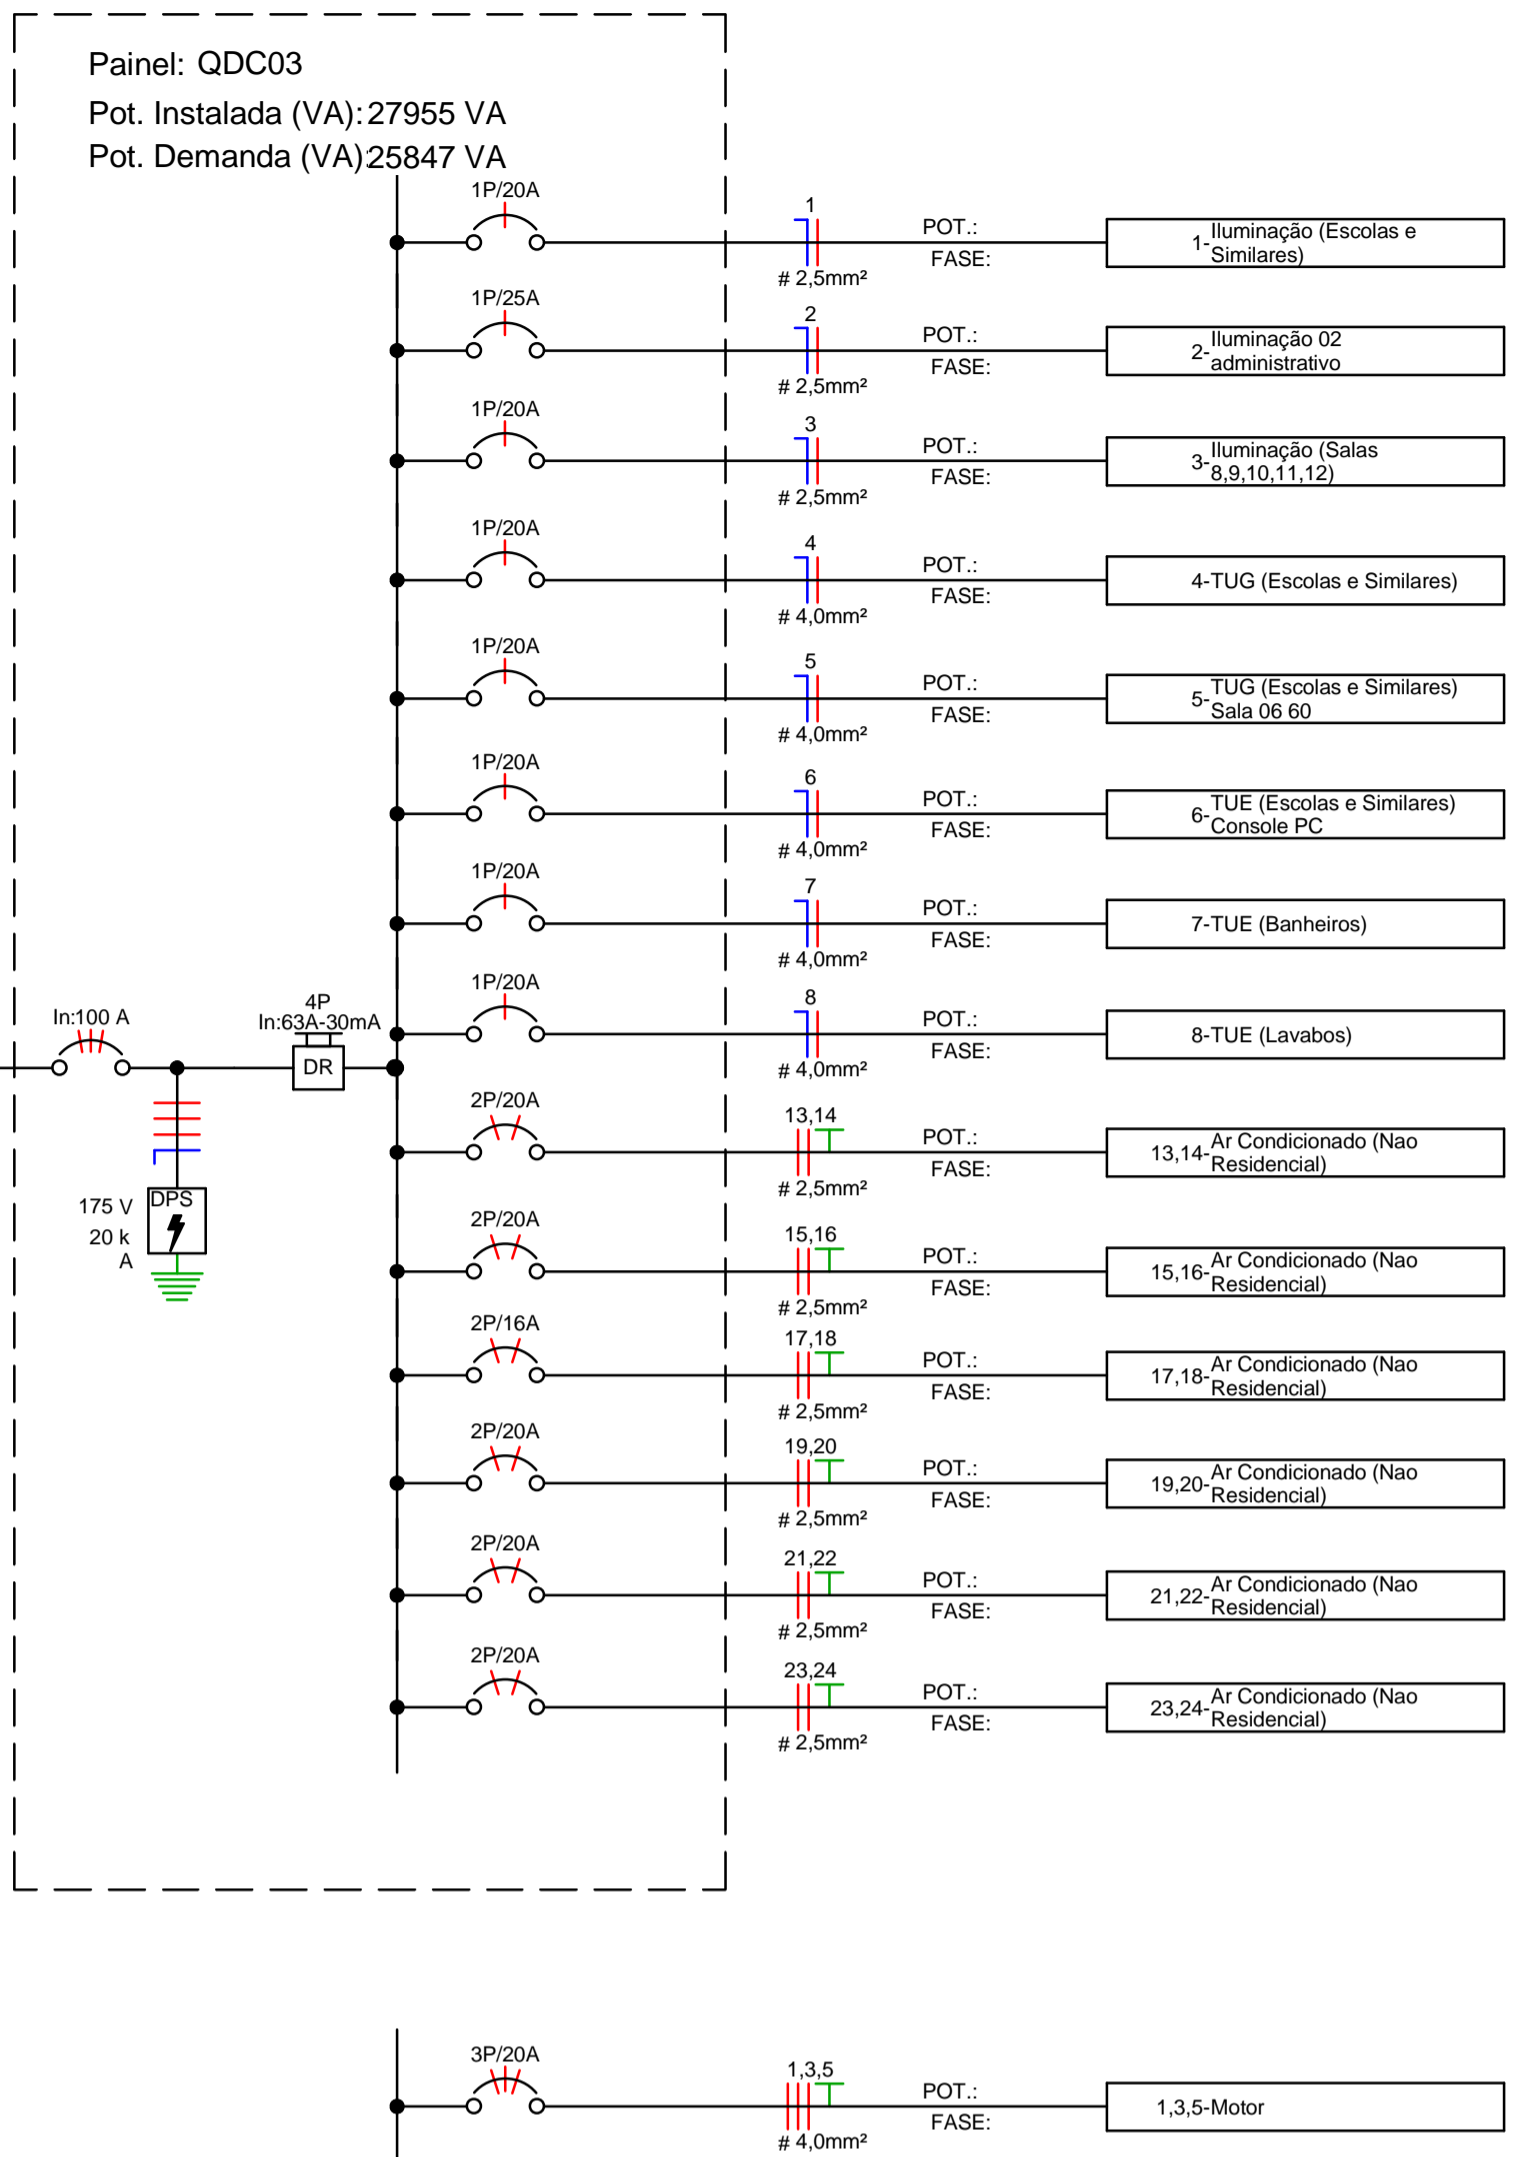 Painel: QDC03
Pot. Instalada (VA): 27955 VA
Pot. Demanda (VA): 25847 VA
1P/20A
1
# 2,5mm²
POT.:
FASE:
1-Iluminação (Escolas e
Similares)
1P/25A
2
# 2,5mm²
POT.:
FASE:
2-Iluminação 02
administrativo
1P/20A
3
# 2,5mm²
POT.:
FASE:
3-Iluminação (Salas
8,9,10,11,12)
1P/20A
4
# 4,0mm²
POT.:
FASE:
4-TUG (Escolas e Similares)
1P/20A
5
# 4,0mm²
POT.:
FASE:
5-TUG (Escolas e Similares)
Sala 06 60
1P/20A
6
# 4,0mm²
POT.:
FASE:
6-TUE (Escolas e Similares)
Console PC
1P/20A
7
# 4,0mm²
POT.:
FASE:
7-TUE (Banheiros)
1P/20A
8
# 4,0mm²
POT.:
FASE:
8-TUE (Lavabos)
In:100 A
4P
In:63A-30mA
DR
DPS
175 V
20 k
A
2P/20A
13,14
# 2,5mm²
POT.:
FASE:
13,14-Ar Condicionado (Nao
Residencial)
2P/20A
15,16
# 2,5mm²
POT.:
FASE:
15,16-Ar Condicionado (Nao
Residencial)
2P/16A
17,18
# 2,5mm²
POT.:
FASE:
17,18-Ar Condicionado (Nao
Residencial)
2P/20A
19,20
# 2,5mm²
POT.:
FASE:
19,20-Ar Condicionado (Nao
Residencial)
2P/20A
21,22
# 2,5mm²
POT.:
FASE:
21,22-Ar Condicionado (Nao
Residencial)
2P/20A
23,24
# 2,5mm²
POT.:
FASE:
23,24-Ar Condicionado (Nao
Residencial)
3P/20A
1,3,5
# 4,0mm²
POT.:
FASE:
1,3,5-Motor